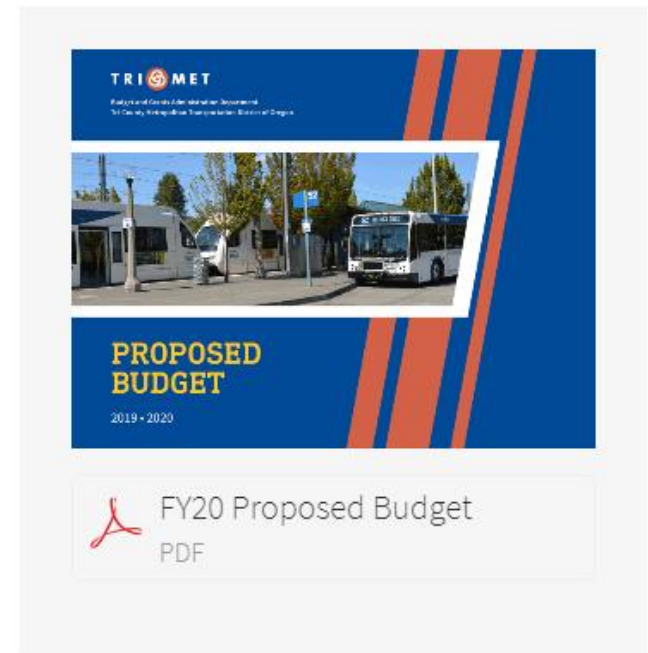 TRI MET
Budget and Grants Administration Department
Tri-County Metropolitan Transportation District of Oregon
PROPOSED
BUDGET
2019 • 2020
FY20 Proposed Budget
PDF